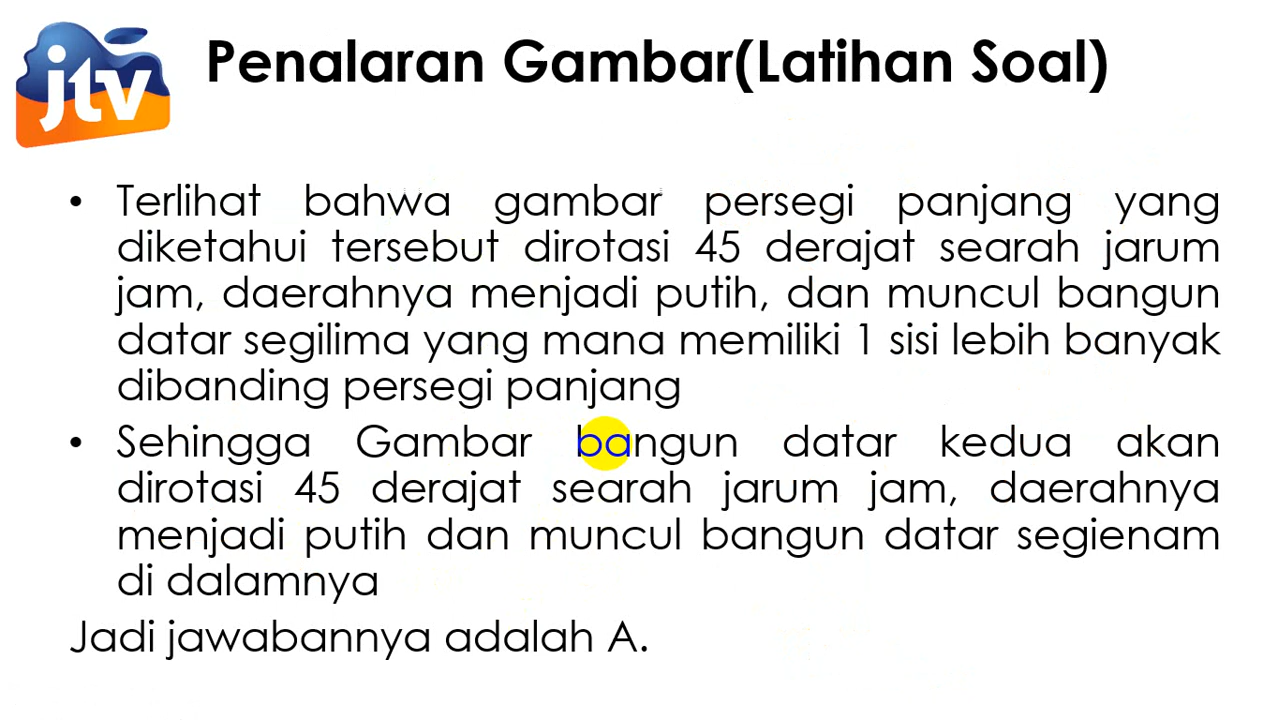 jtv
Penalaran Gambar(Latihan Soal)
• Terlihat bahwa gambar persegi panjang yang
diketahui tersebut dirotasi 45 derajat searah jarum
jam, daerahnya menjadi putih, dan muncul bangun
datar segilima yang mana memiliki 1 sisi lebih banyak
dibanding persegi panjang
• Sehingga Gambar bangun datar kedua akan
dirotasi 45 derajat searah jarum jam, daerahnya
menjadi putih dan muncul bangun datar segienam
di dalamnya
Jadi jawabannya adalah A.